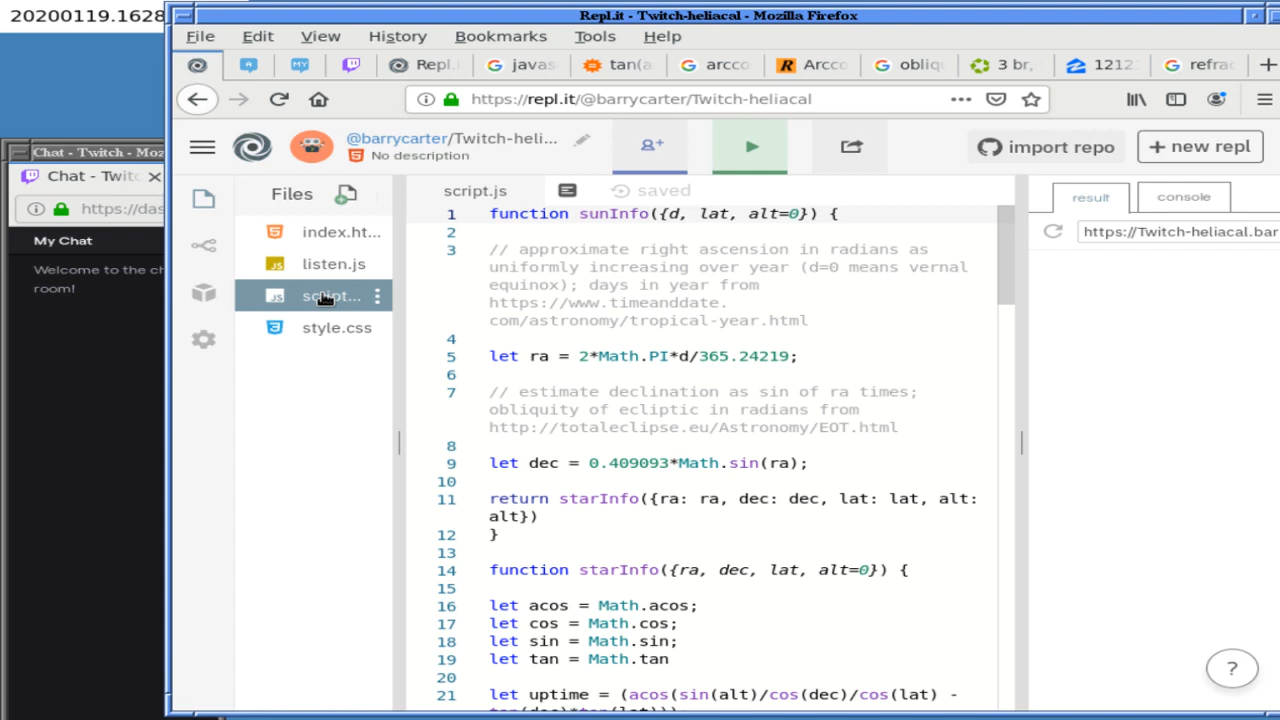 20200119.1628
Repl.it - Twitch-heliacal - Mozilla Firefox
File Edit View History Bookmarks Tools Help
Repl. javas tan(a arcco Arcco obliq 3 br, 1212 refra
https://repl.it/@barrycarter/Twitch-heliacal
Chat - Twitch - Moz
Chat - Twitc
https://das
My Chat
Welcome to the ch
room!
@barrycarter/Twitch-heli...
No description
import repo
+ new repl
Files
index.ht...
listen.js
script...
style.css
script.js
saved
result
console
https://Twitch-heliacal.bar
1 function sunInfo({d, lat, alt=0}) {
2
3 // approximate right ascension in radians as
uniformly increasing over year (d=0 means vernal
equinox); days in year from
https://www.timeanddate.
com/astronomy/tropical-year.html
4
5 let ra = 2*Math.PI*d/365.24219;
6
7 // estimate declination as sin of ra times;
obliquity of ecliptic in radians from
http://totaleclipse.eu/Astronomy/EOT.html
8
9 let dec = 0.409093*Math.sin(ra);
10
11 return starInfo({ra: ra, dec: dec, lat: lat, alt:
alt})
12 }
13
14 function starInfo({ra, dec, lat, alt=0}) {
15
16 let acos = Math.acos;
17 let cos = Math.cos;
18 let sin = Math.sin;
19 let tan = Math.tan
20
21 let uptime = (acos(sin(alt)/cos(dec)/cos(lat) -
?